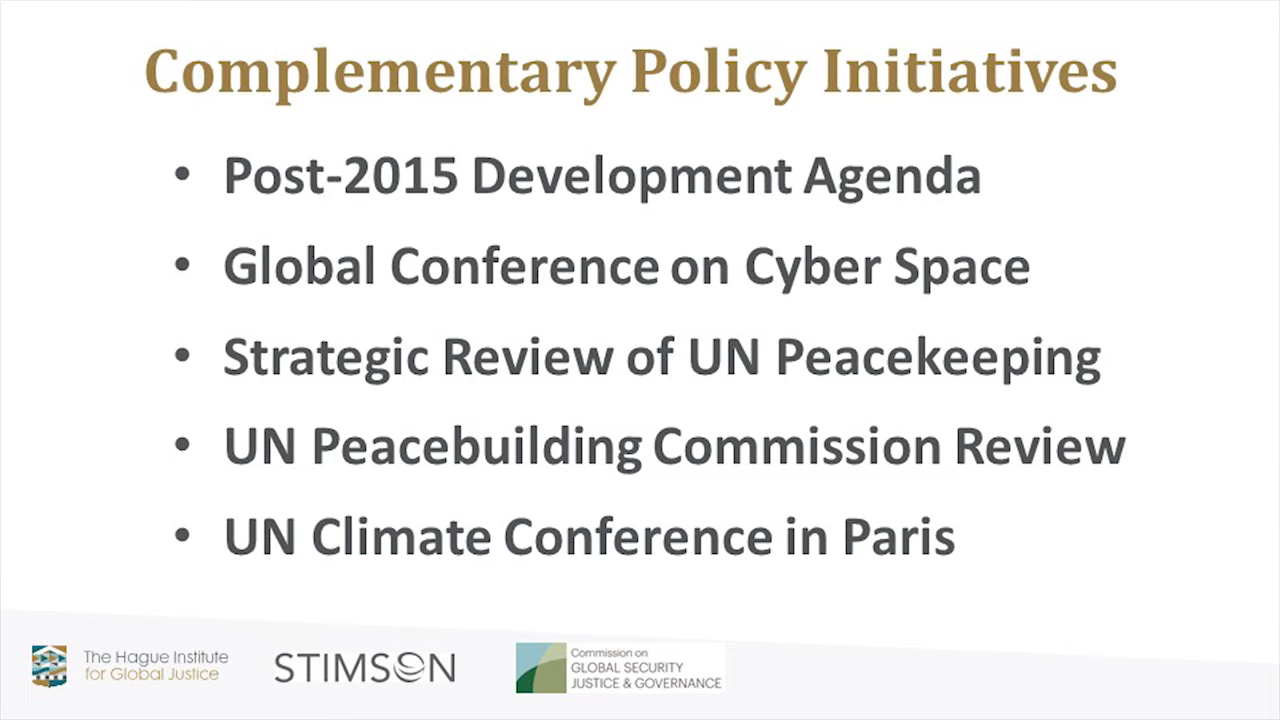 Complementary Policy Initiatives
• Post-2015 Development Agenda
• Global Conference on Cyber Space
• Strategic Review of UN Peacekeeping
• UN Peacebuilding Commission Review
• UN Climate Conference in Paris
The Hague Institute
for Global Justice
STIMSON
Commission on
GLOBAL SECURITY
JUSTICE & GOVERNANCE